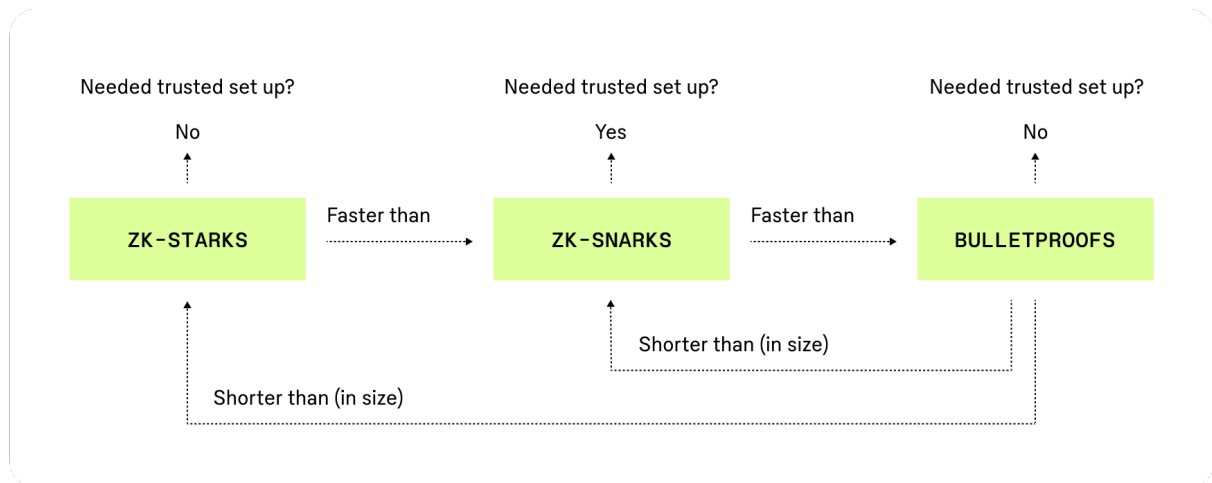 Needed trusted set up?
Needed trusted set up?
Needed trusted set up?
No
Yes
No
ZK-STARKS
Faster than
ZK-SNARKS
Faster than
BULLETPROOFS
Shorter than (in size)
Shorter than (in size)